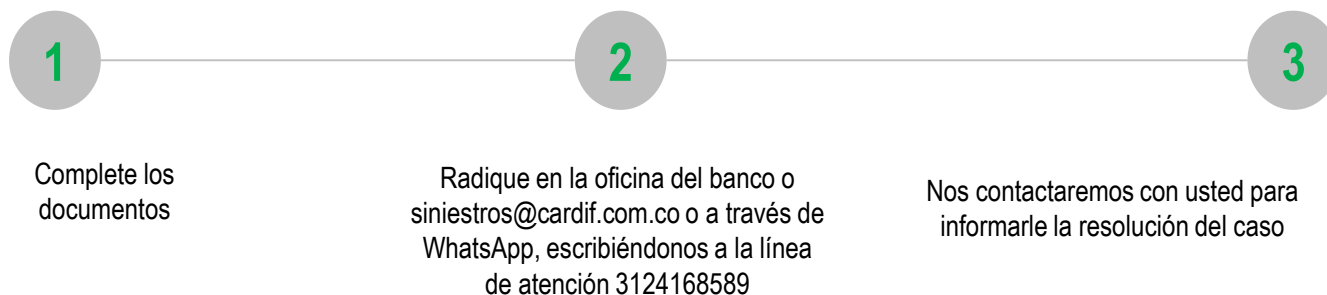 1
2
3
Complete los
documentos
Radique en la oficina del banco o
siniestros@cardif.com.co o a través de
WhatsApp, escribiéndonos a la línea
de atención 3124168589
Nos contactaremos con usted para
informarle la resolución del caso